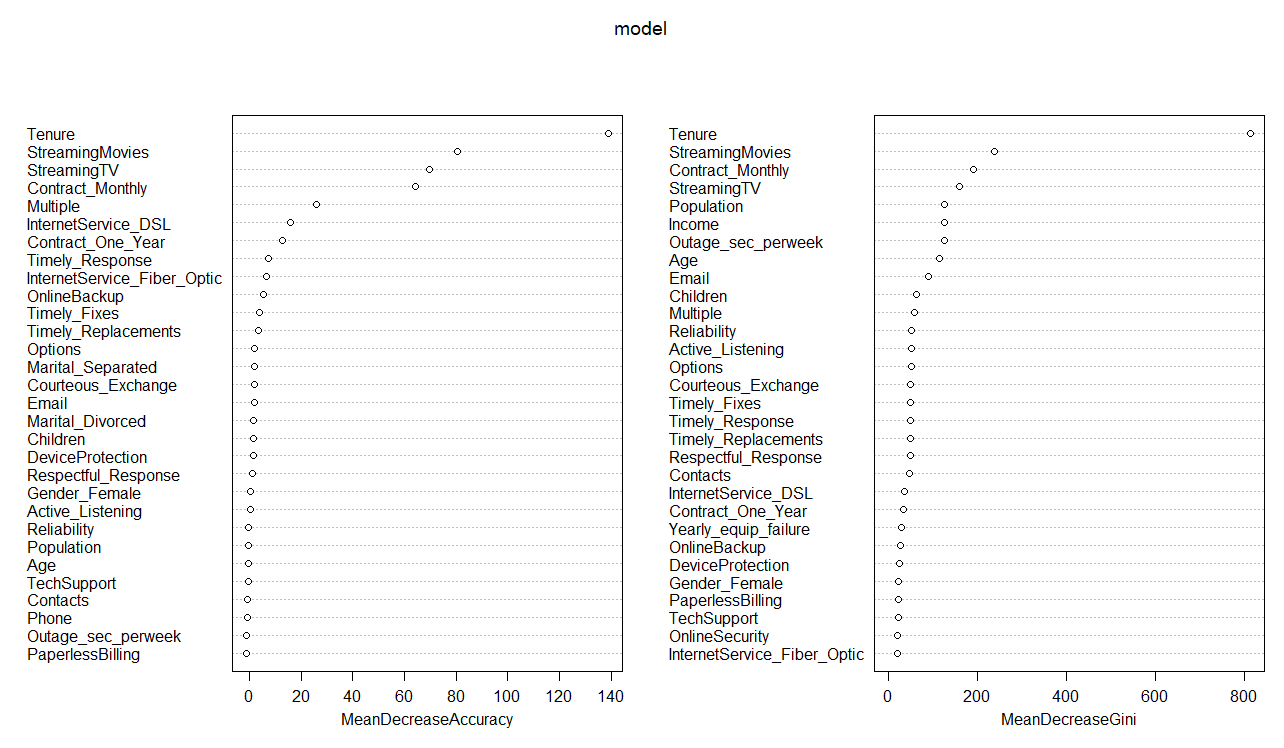 model
Tenure
StreamingMovies
StreamingTV
Contract_Monthly
Multiple
InternetService_DSL
Contract_One_Year
Timely_Response
InternetService_Fiber_Optic
OnlineBackup
Timely_Fixes
Timely_Replacements
Options
Marital_Separated
Courteous_Exchange
Email
Marital_Divorced
Children
DeviceProtection
Respectful_Response
Gender_Female
Active_Listening
Reliability
Population
Age
TechSupport
Contacts
Phone
Outage_sec_perweek
PaperlessBilling
0 20 40 60 80 100 120 140
MeanDecreaseAccuracy
Tenure
StreamingMovies
Contract_Monthly
StreamingTV
Population
Income
Outage_sec_perweek
Age
Email
Children
Multiple
Reliability
Active_Listening
Options
Courteous_Exchange
Timely_Fixes
Timely_Response
Timely_Replacements
Respectful_Response
Contacts
InternetService_DSL
Contract_One_Year
Yearly_equip_failure
OnlineBackup
DeviceProtection
Gender_Female
PaperlessBilling
TechSupport
OnlineSecurity
InternetService_Fiber_Optic
0 200 400 600 800
MeanDecreaseGini